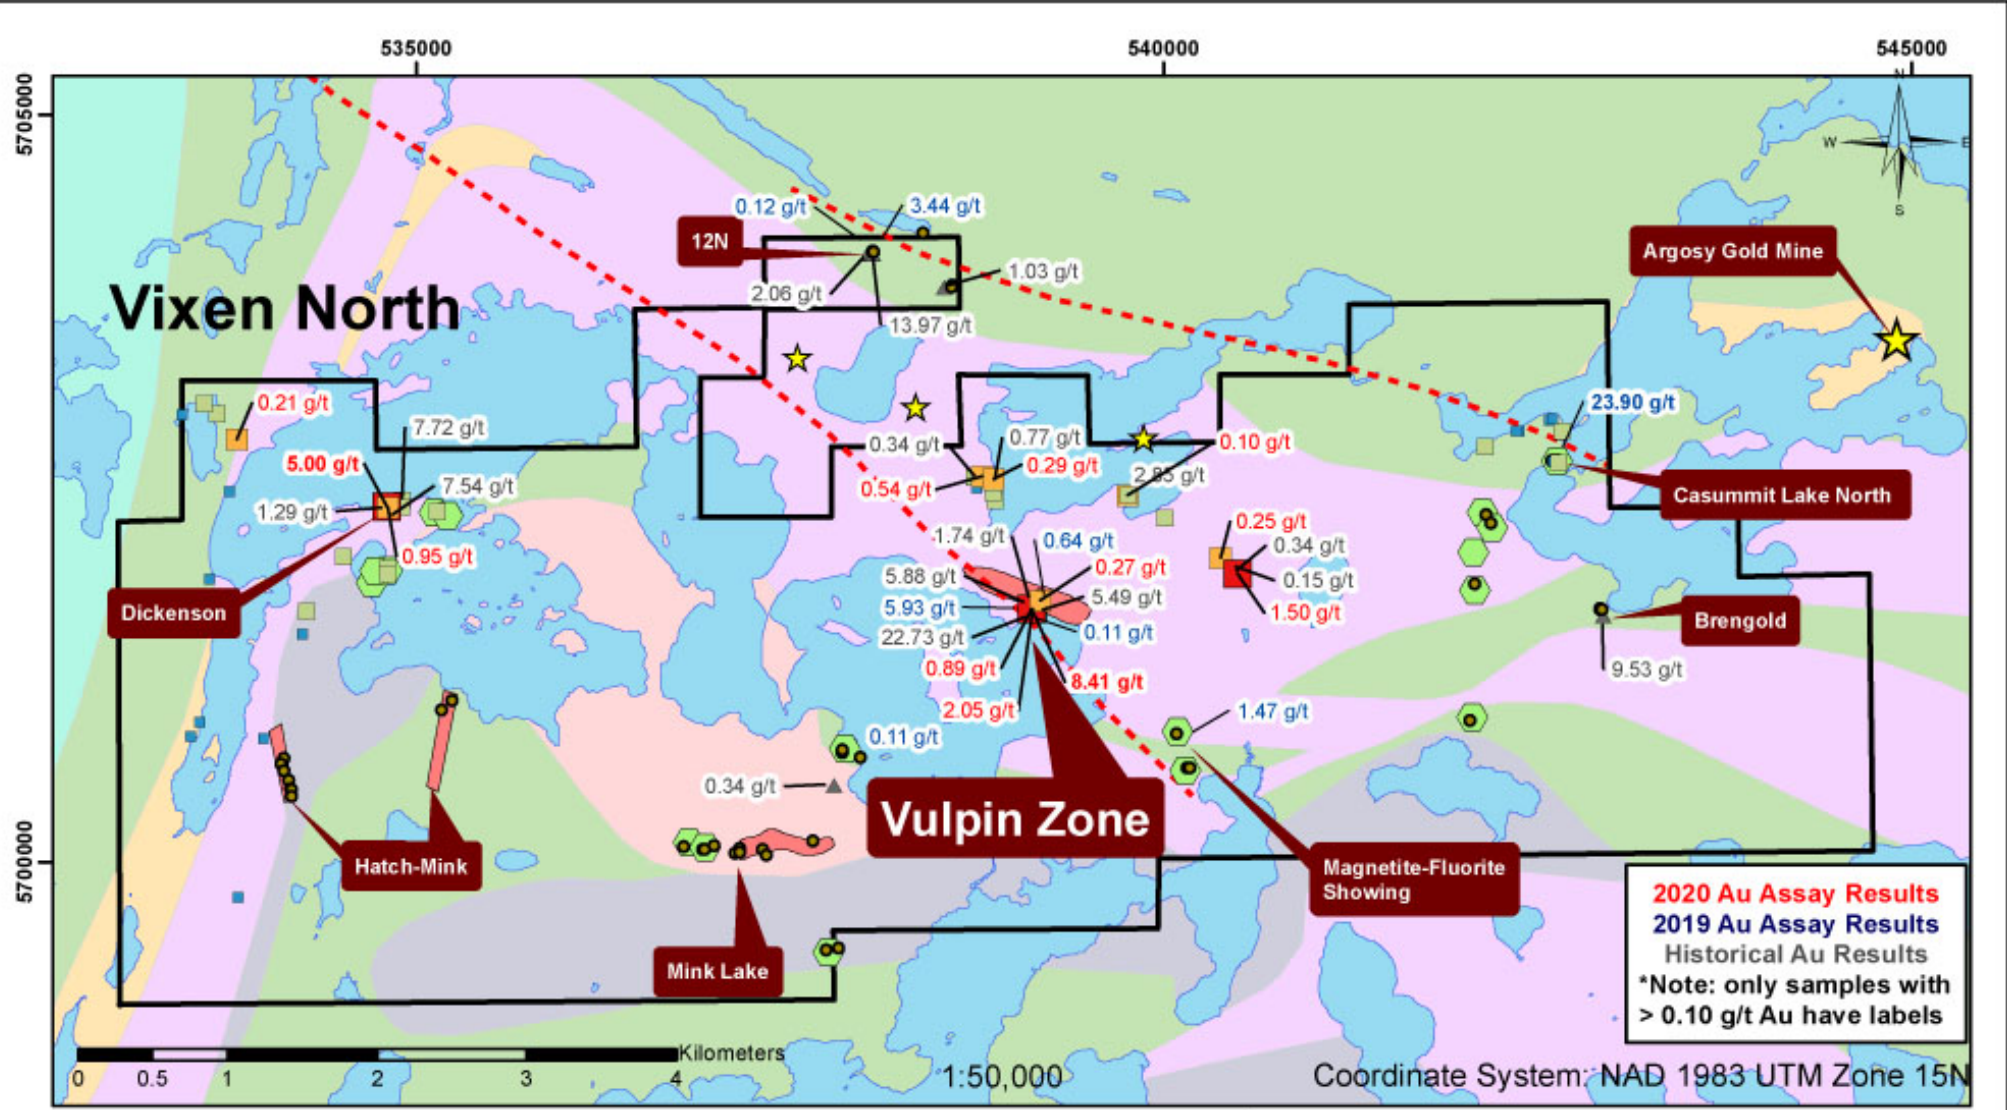 535000
540000
545000
5705000
N
W
E
S
0.12 g/t
3.44 g/t
12N
Argosy Gold Mine
1.03 g/t
2.06 g/t
Vixen North
13.97 g/t
0.21 g/t
23.90 g/t
7.72 g/t
0.34 g/t
0.77 g/t
0.10 g/t
5.00 g/t
0.29 g/t
2.85 g/t
7.54 g/t
0.54 g/t
Casummit Lake North
1.29 g/t
0.25 g/t
1.74 g/t
0.64 g/t
0.34 g/t
0.95 g/t
0.27 g/t
5.88 g/t
0.15 g/t
5.49 g/t
5.93 g/t
Dickenson
1.50 g/t
Brengold
22.73 g/t
0.11 g/t
0.89 g/t
9.53 g/t
8.41 g/t
2.05 g/t
1.47 g/t
0.11 g/t
0.34 g/t
Vulpin Zone
5700000
Hatch-Mink
Magnetite-Fluorite
Showing
Mink Lake
2020 Au Assay Results
2019 Au Assay Results
Historical Au Results
*Note: only samples with
> 0.10 g/t Au have labels
Kilometers
0 0.5 1 2 3 4
1:50,000
Coordinate System: NAD 1983 UTM Zone 15N